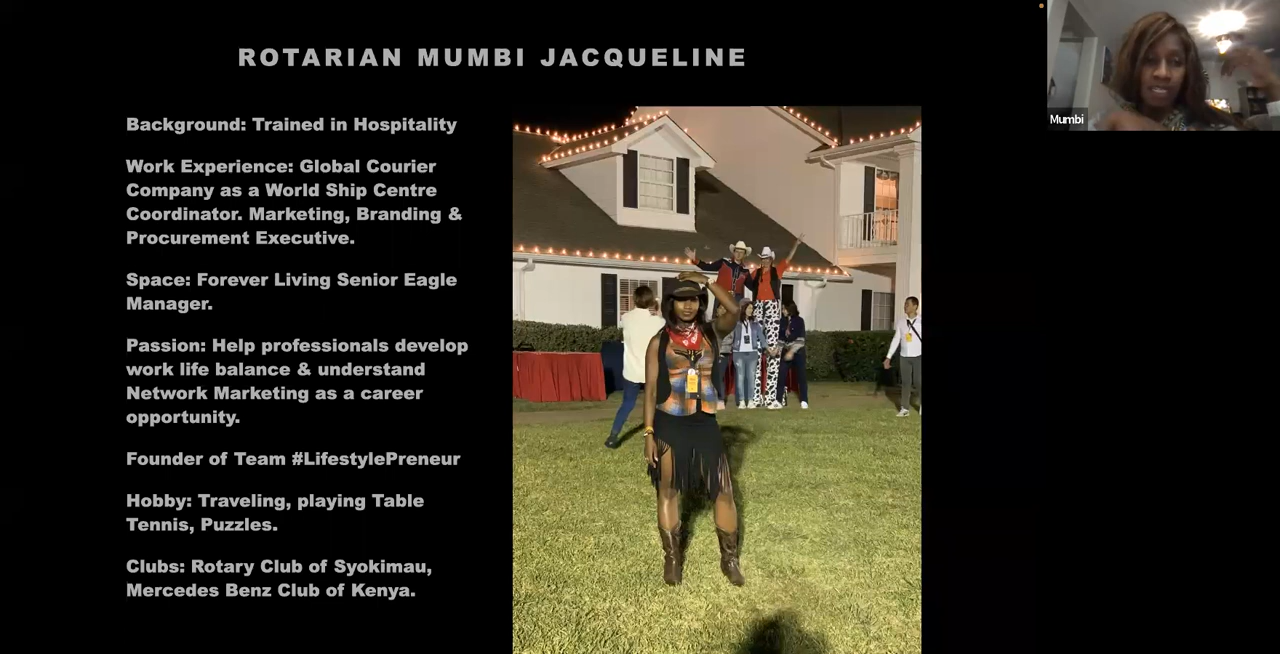 ROTARIAN MUMBI JACQUELINE
Background: Trained in Hospitality
Work Experience: Global Courier
Company as a World Ship Centre
Coordinator. Marketing, Branding &
Procurement Executive.
Space: Forever Living Senior Eagle
Manager.
Passion: Help professionals develop
work life balance & understand
Network Marketing as a career
opportunity.
Founder of Team #LifestylePreneur
Hobby: Traveling, playing Table
Tennis, Puzzles.
Clubs: Rotary Club of Syokimau,
Mercedes Benz Club of Kenya.
Mumbi